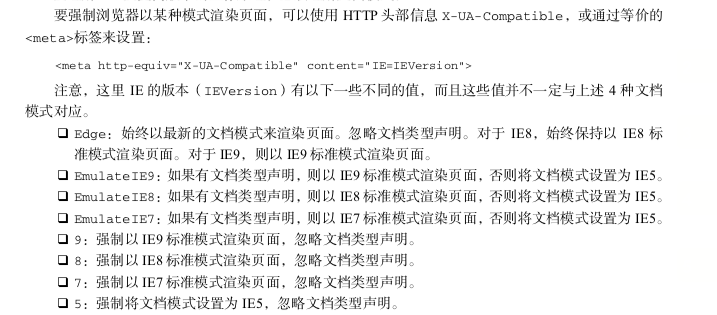 要强制浏览器以某种模式渲染页面，可以使用 HTTP 头部信息 X-UA-Compatible，或通过等价的
<meta>标签来设置：
<meta http-equiv="X-UA-Compatible" content="IE=IEVersion">
注意，这里 IE 的版本（IEVersion）有以下一些不同的值，而且这些值并不一定与上述 4 种文档
模式对应。
❑ Edge：始终以最新的文档模式来渲染页面。忽略文档类型声明。对于 IE8，始终保持以 IE8 标
准模式渲染页面。对于 IE9，则以 IE9 标准模式渲染页面。
❑ EmulateIE9：如果有文档类型声明，则以 IE9 标准模式渲染页面，否则将文档模式设置为 IE5。
❑ EmulateIE8：如果有文档类型声明，则以 IE8 标准模式渲染页面，否则将文档模式设置为 IE5。
❑ EmulateIE7：如果有文档类型声明，则以 IE7 标准模式渲染页面，否则将文档模式设置为 IE5。
❑ 9：强制以 IE9 标准模式渲染页面，忽略文档类型声明。
❑ 8：强制以 IE8 标准模式渲染页面，忽略文档类型声明。
❑ 7：强制以 IE7 标准模式渲染页面，忽略文档类型声明。
❑ 5：强制将文档模式设置为 IE5，忽略文档类型声明。